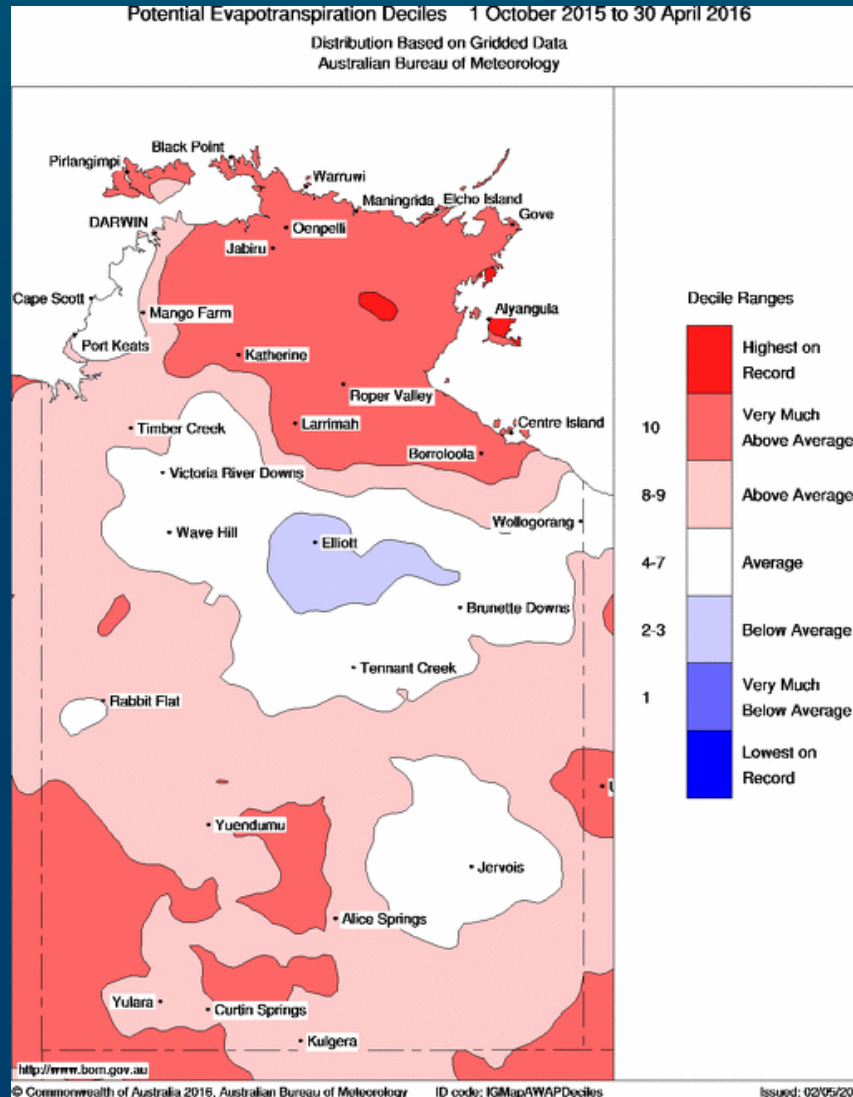 Potential Evapotranspiration Deciles 1 October 2015 to 30 April 2016
Distribution Based on Gridded Data
Australian Bureau of Meteorology
Black Point
Pirlangimpi
Warruwi
Maningrida
Elcho Island
Gove
DARWIN
Oenpelli
Jabiru
Cape Scott
Mango Farm
Alyangula
Port Keats
Katherine
Roper Valley
Timber Creek
Larrimah
Centre Island
Borroloola
Victoria River Downs
Wollogorang
Wave Hill
Elliott
Brunette Downs
Tennant Creek
Rabbit Flat
Yuendumu
Jervois
Alice Springs
Yulara
Curtin Springs
Kulgera
Decile Ranges
Highest on
Record
10
Very Much
Above Average
8-9
Above Average
4-7
Average
2-3
Below Average
1
Very Much
Below Average
Lowest on
Record
http://www.bom.gov.au
© Commonwealth of Australia 2016, Australian Bureau of Meteorology ID code: IGMapAWAPDeciles Issued: 02/05/20